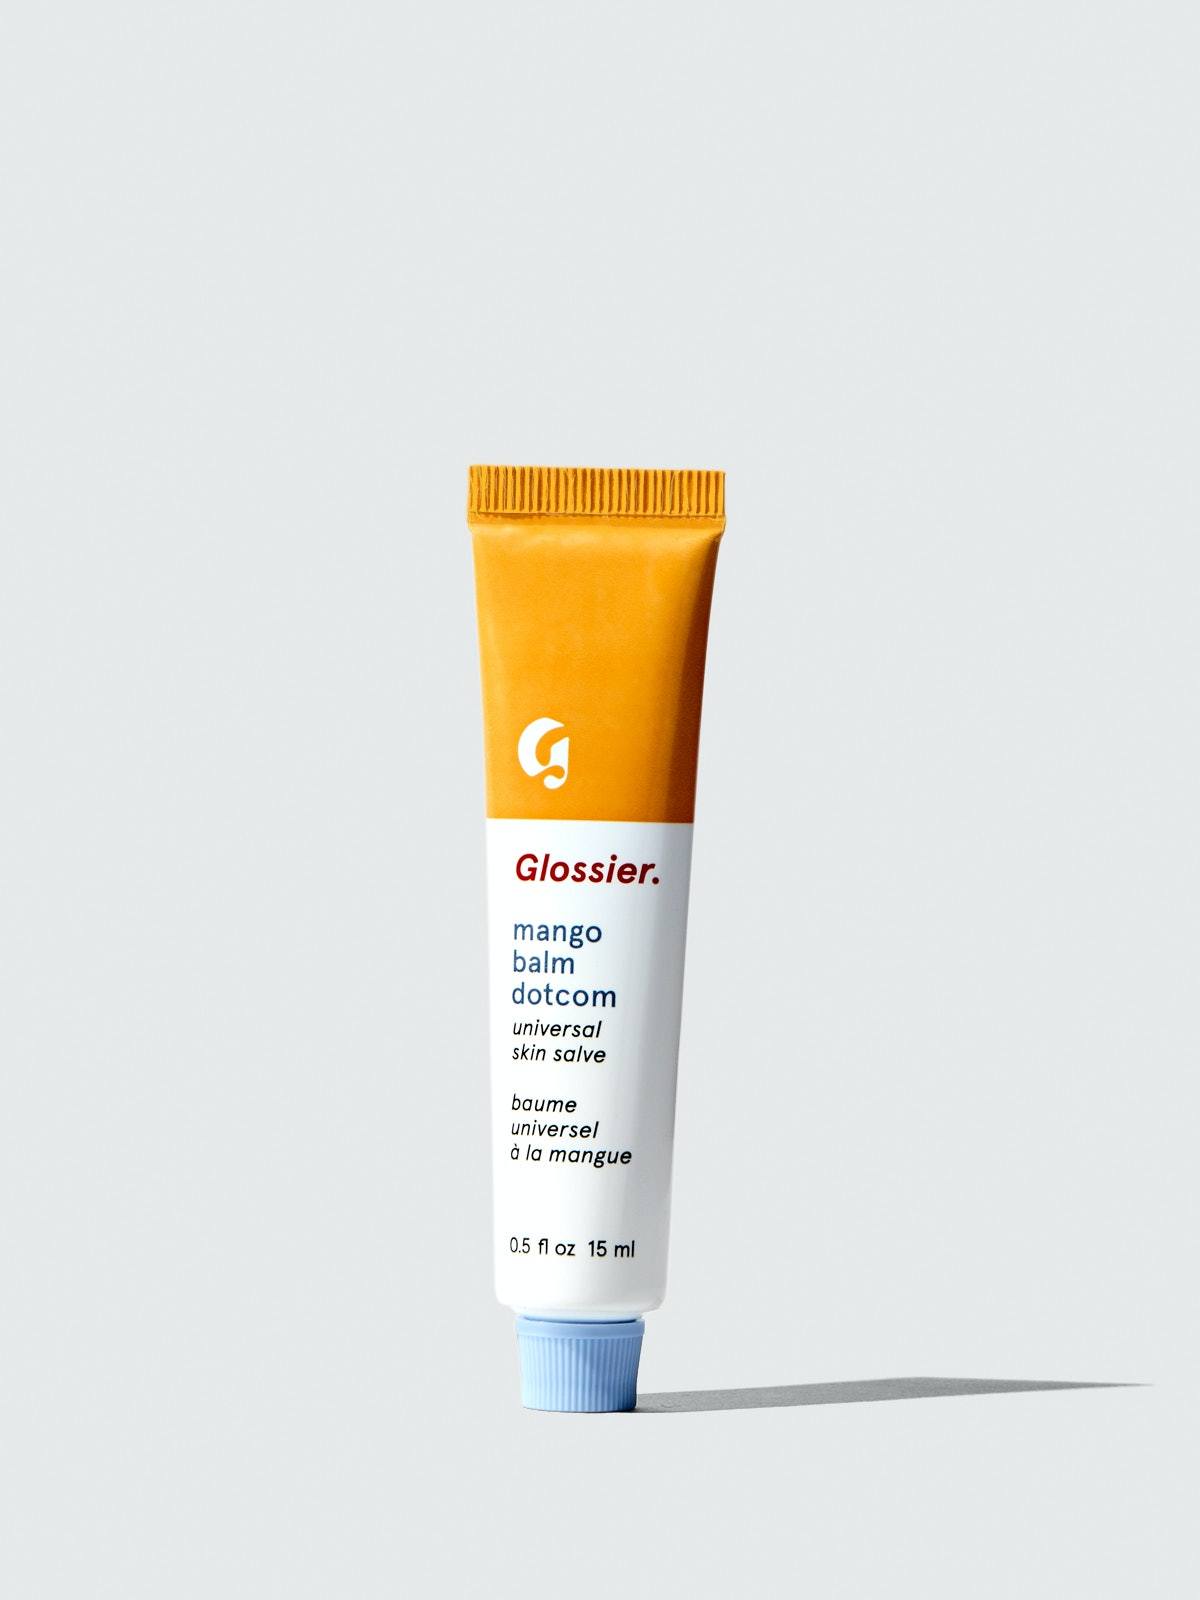 G
Glossier.
mango
balm
dotcom
universal
skin salve
baume
universel
à la mangue
0.5 fl oz 15 ml